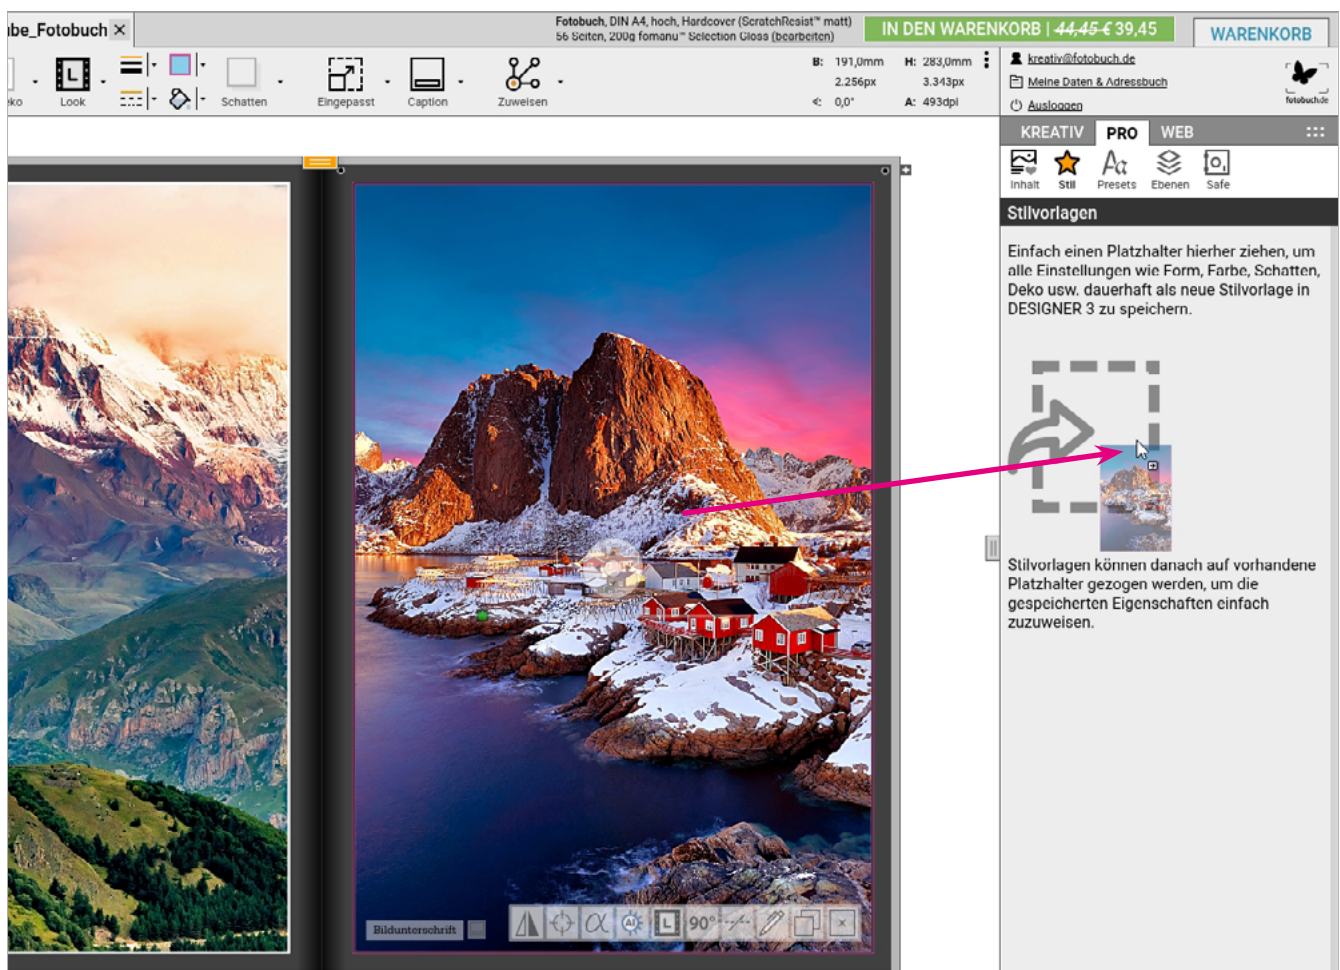 be_Fotobuch ×
Fotobuch, DIN A4, hoch, Hardcover (ScratchResist™ matt)
56 Seiten, 200g fomanu™ Selection Gloss (bearbeiten)
IN DEN WARENKORB | 44,45 € 39,45
WARENKORB
eko
L
Look
Schatten
Eingepasst
Caption
Zuweisen
B: 191,0mm H: 283,0mm
2.256px 3.343px
∢: 0,0° A: 493dpi
kreativ@fotobuch.de
Meine Daten & Adressbuch
Ausloggen
fotobuch.de
KREATIV PRO WEB
Inhalt Stil Presets Ebenen Safe
Stilvorlagen
Einfach einen Platzhalter hierher ziehen, um
alle Einstellungen wie Form, Farbe, Schatten,
Deko usw. dauerhaft als neue Stilvorlage in
DESIGNER 3 zu speichern.
Stilvorlagen können danach auf vorhandene
Platzhalter gezogen werden, um die
gespeicherten Eigenschaften einfach
zuzuweisen.
Bildunterschrift
α AI L 90°